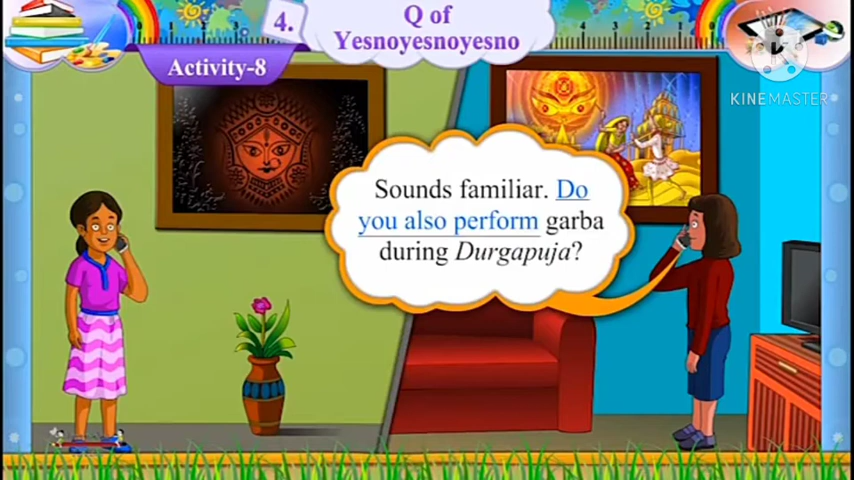 4.
Q of
Yesnoyesnoyesno
Activity-8
KINEMASTER
Sounds familiar. Do
you also perform garba
during Durgapuja?